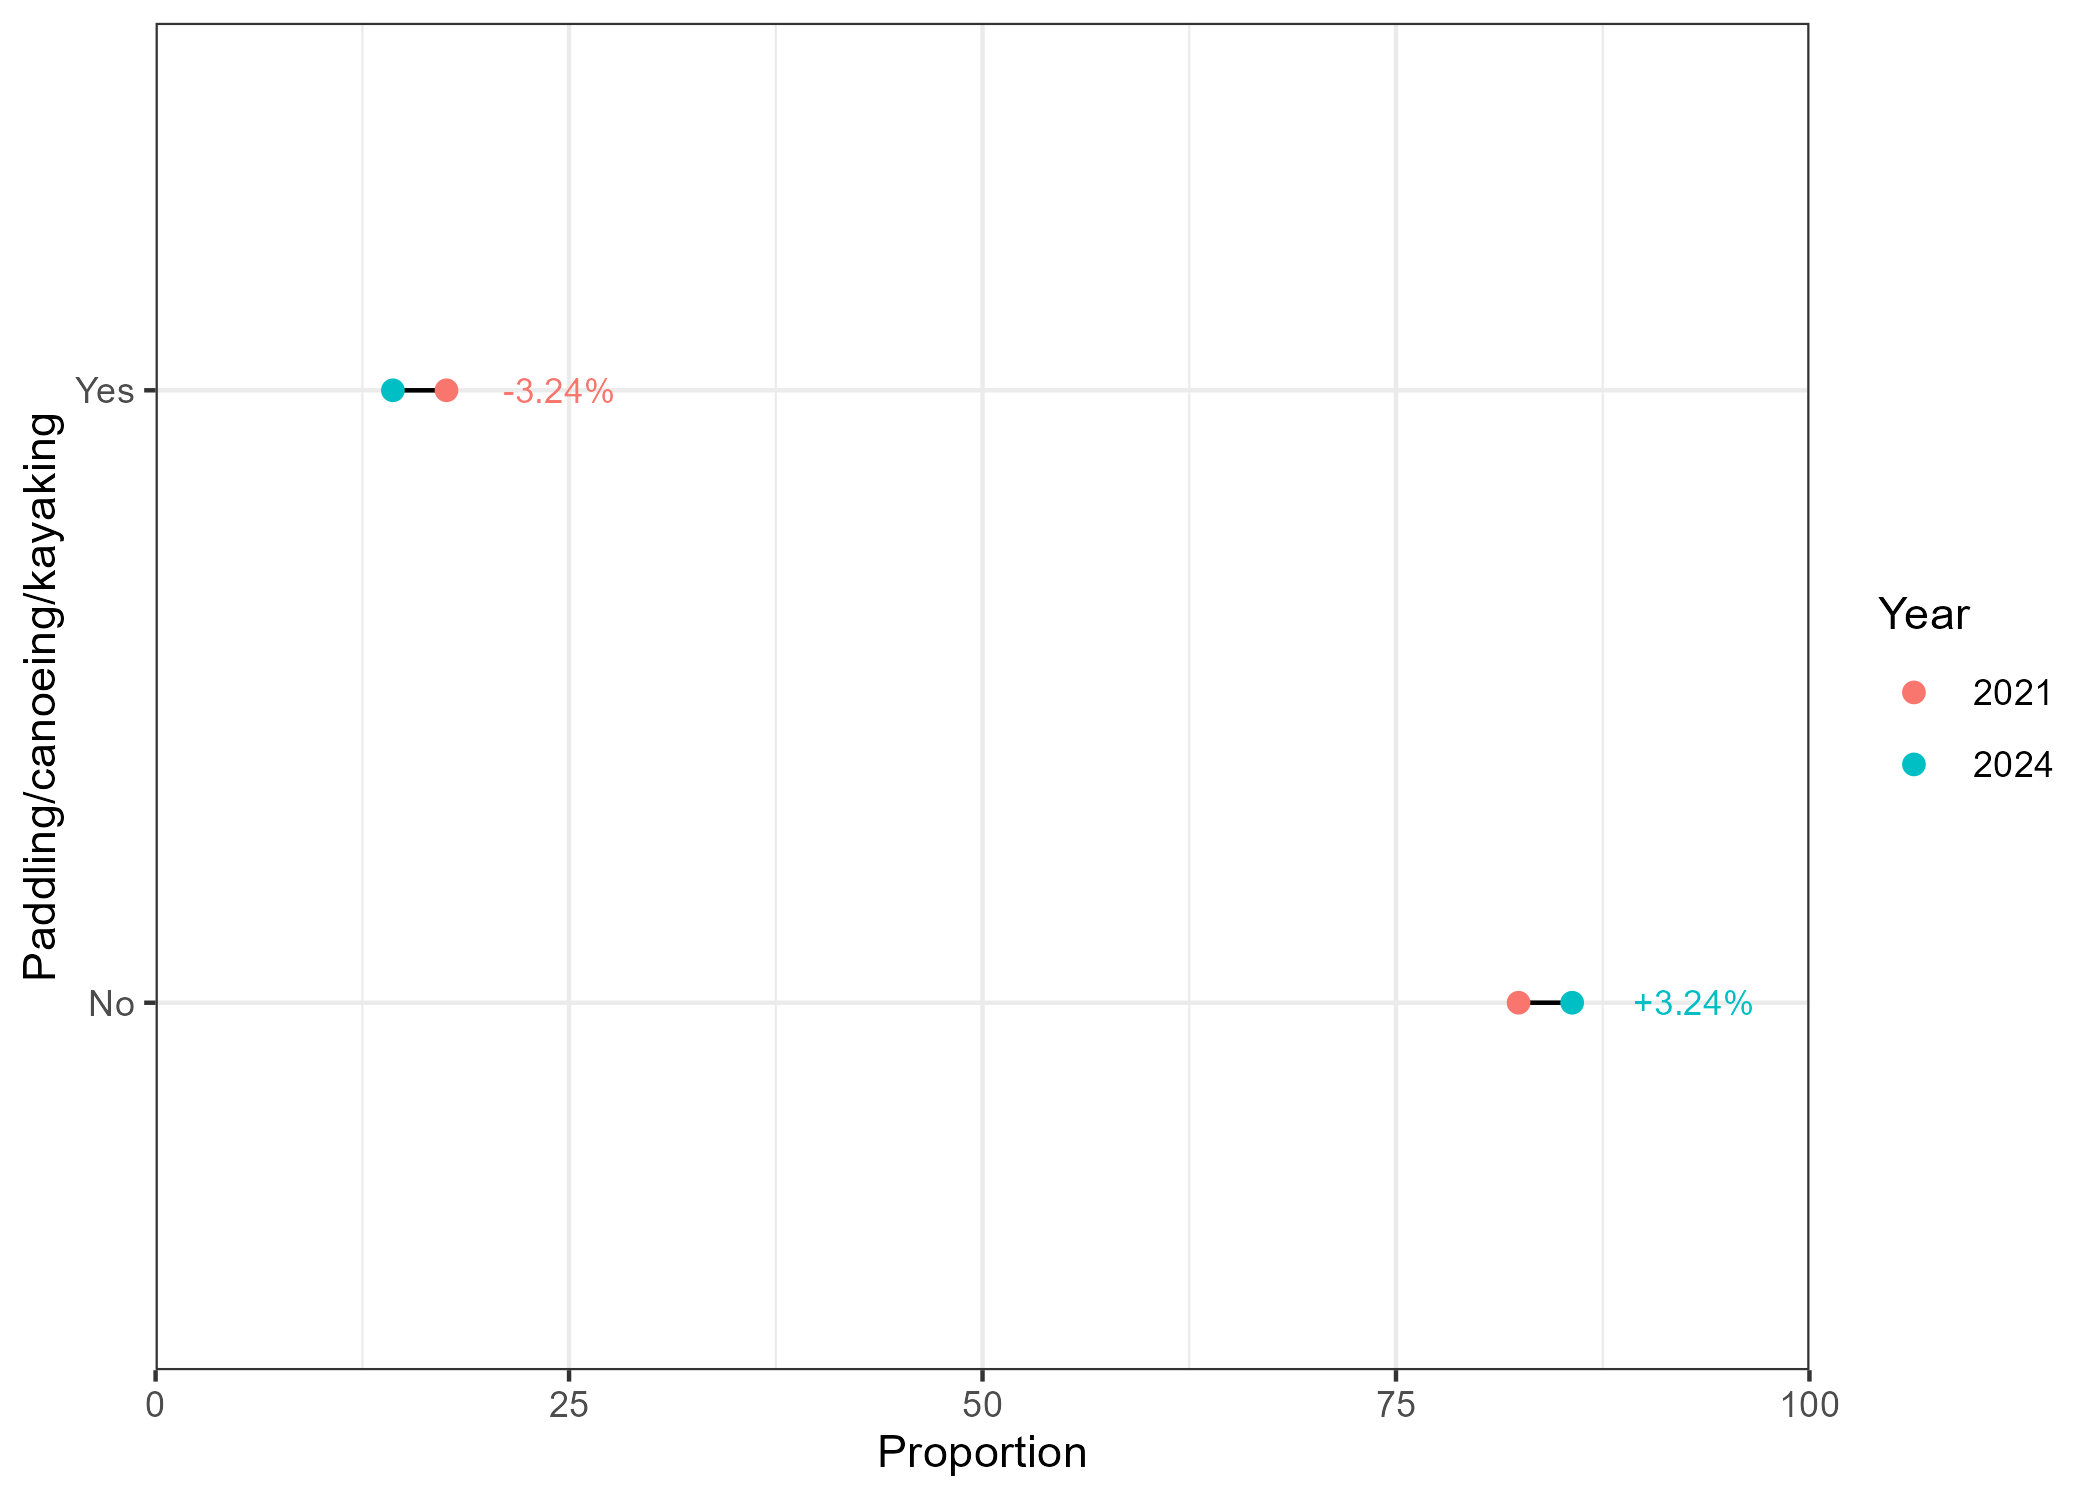 Paddling/canoeing/kayaking
Yes
-3.24%
No
+3.24%
0
25
50
75
100
Proportion
Year
2021
2024